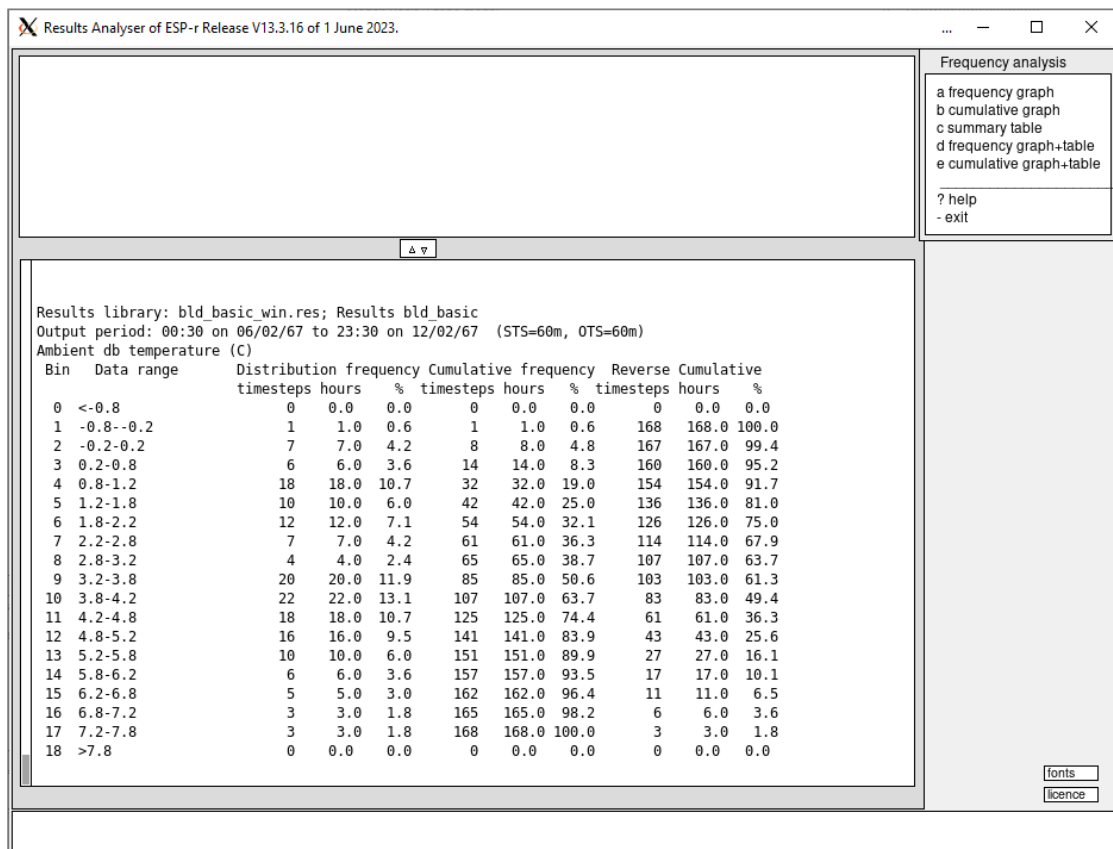 Results Analyser of ESP-r Release V13.3.16 of 1 June 2023.
...
Frequency analysis
a frequency graph
b cumulative graph
c summary table
d frequency graph+table
e cumulative graph+table
? help
- exit
Results library: bld_basic_win.res; Results bld_basic
Output period: 00:30 on 06/02/67 to 23:30 on 12/02/67 (STS=60m, OTS=60m)
Ambient db temperature (C)
Bin Data range Distribution frequency Cumulative frequency Reverse Cumulative
timesteps hours % timesteps hours % timesteps hours %
0 <-0.8 0 0.0 0.0 0 0.0 0.0 0 0.0 0.0
1 -0.8--0.2 1 1.0 0.6 1 1.0 0.6 168 168.0 100.0
2 -0.2-0.2 7 7.0 4.2 8 8.0 4.8 167 167.0 99.4
3 0.2-0.8 6 6.0 3.6 14 14.0 8.3 160 160.0 95.2
4 0.8-1.2 18 18.0 10.7 32 32.0 19.0 154 154.0 91.7
5 1.2-1.8 10 10.0 6.0 42 42.0 25.0 136 136.0 81.0
6 1.8-2.2 12 12.0 7.1 54 54.0 32.1 126 126.0 75.0
7 2.2-2.8 7 7.0 4.2 61 61.0 36.3 114 114.0 67.9
8 2.8-3.2 4 4.0 2.4 65 65.0 38.7 107 107.0 63.7
9 3.2-3.8 20 20.0 11.9 85 85.0 50.6 103 103.0 61.3
10 3.8-4.2 22 22.0 13.1 107 107.0 63.7 83 83.0 49.4
11 4.2-4.8 18 18.0 10.7 125 125.0 74.4 61 61.0 36.3
12 4.8-5.2 16 16.0 9.5 141 141.0 83.9 43 43.0 25.6
13 5.2-5.8 10 10.0 6.0 151 151.0 89.9 27 27.0 16.1
14 5.8-6.2 6 6.0 3.6 157 157.0 93.5 17 17.0 10.1
15 6.2-6.8 5 5.0 3.0 162 162.0 96.4 11 11.0 6.5
16 6.8-7.2 3 3.0 1.8 165 165.0 98.2 6 6.0 3.6
17 7.2-7.8 3 3.0 1.8 168 168.0 100.0 3 3.0 1.8
18 >7.8 0 0.0 0.0 0 0.0 0.0 0 0.0 0.0
fonts
licence